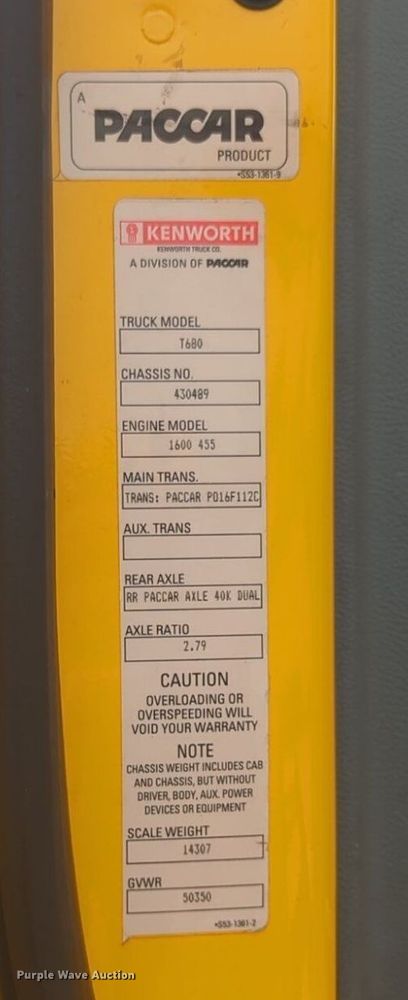 A
PACCAR
PRODUCT
•S53-1361-9
KENWORTH
KENWORTH TRUCK CO.
A DIVISION OF PACCAR
TRUCK MODEL
T680
CHASSIS NO.
430489
ENGINE MODEL
1600 455
MAIN TRANS.
TRANS: PACCAR PO16F112C
AUX. TRANS
REAR AXLE
RR PACCAR AXLE 40K DUAL
AXLE RATIO
2.79
CAUTION
OVERLOADING OR
OVERSPEEDING WILL
VOID YOUR WARRANTY
NOTE
CHASSIS WEIGHT INCLUDES CAB
AND CHASSIS, BUT WITHOUT
DRIVER, BODY, AUX. POWER
DEVICES OR EQUIPMENT
SCALE WEIGHT
14307
GVWR
50350
•S53-1361-2
Purple Wave Auction